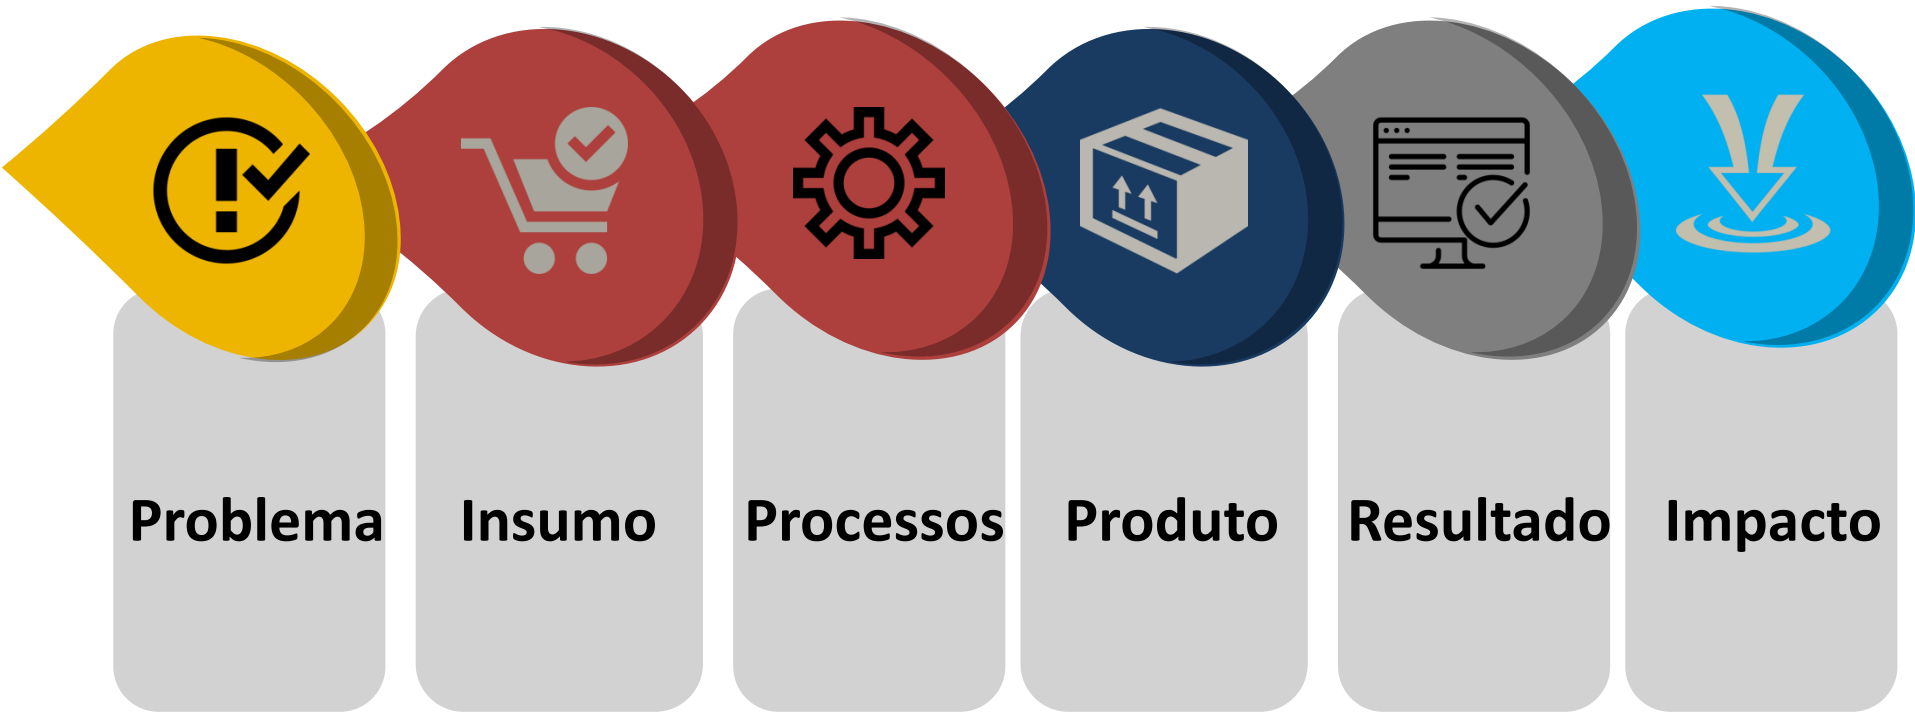 Problema
Insumo
Processos
Produto
Resultado
Impacto